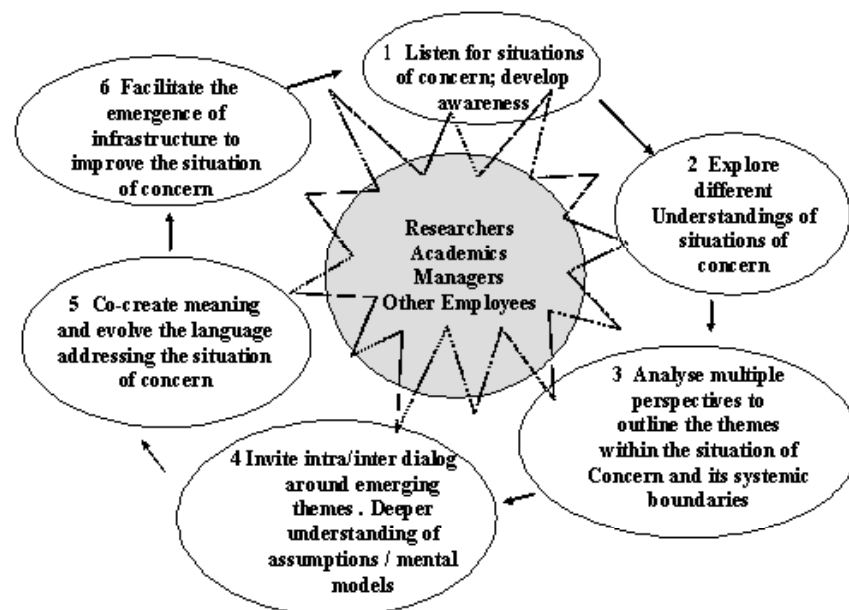 1 Listen for situations
of concern; develop
awareness
2 Explore
different
Understandings of
situations of
concern
3 Analyse multiple
perspectives to
outline the themes
within the situation of
Concern and its systemic
boundaries
4 Invite intra/inter dialog
around emerging
themes . Deeper
understanding of
assumptions / mental
models
5 Co-create meaning
and evolve the language
addressing the situation
of concern
6 Facilitate the
emergence of
infrastructure to
improve the situation
of concern
Researchers
Academics
Managers
Other Employees